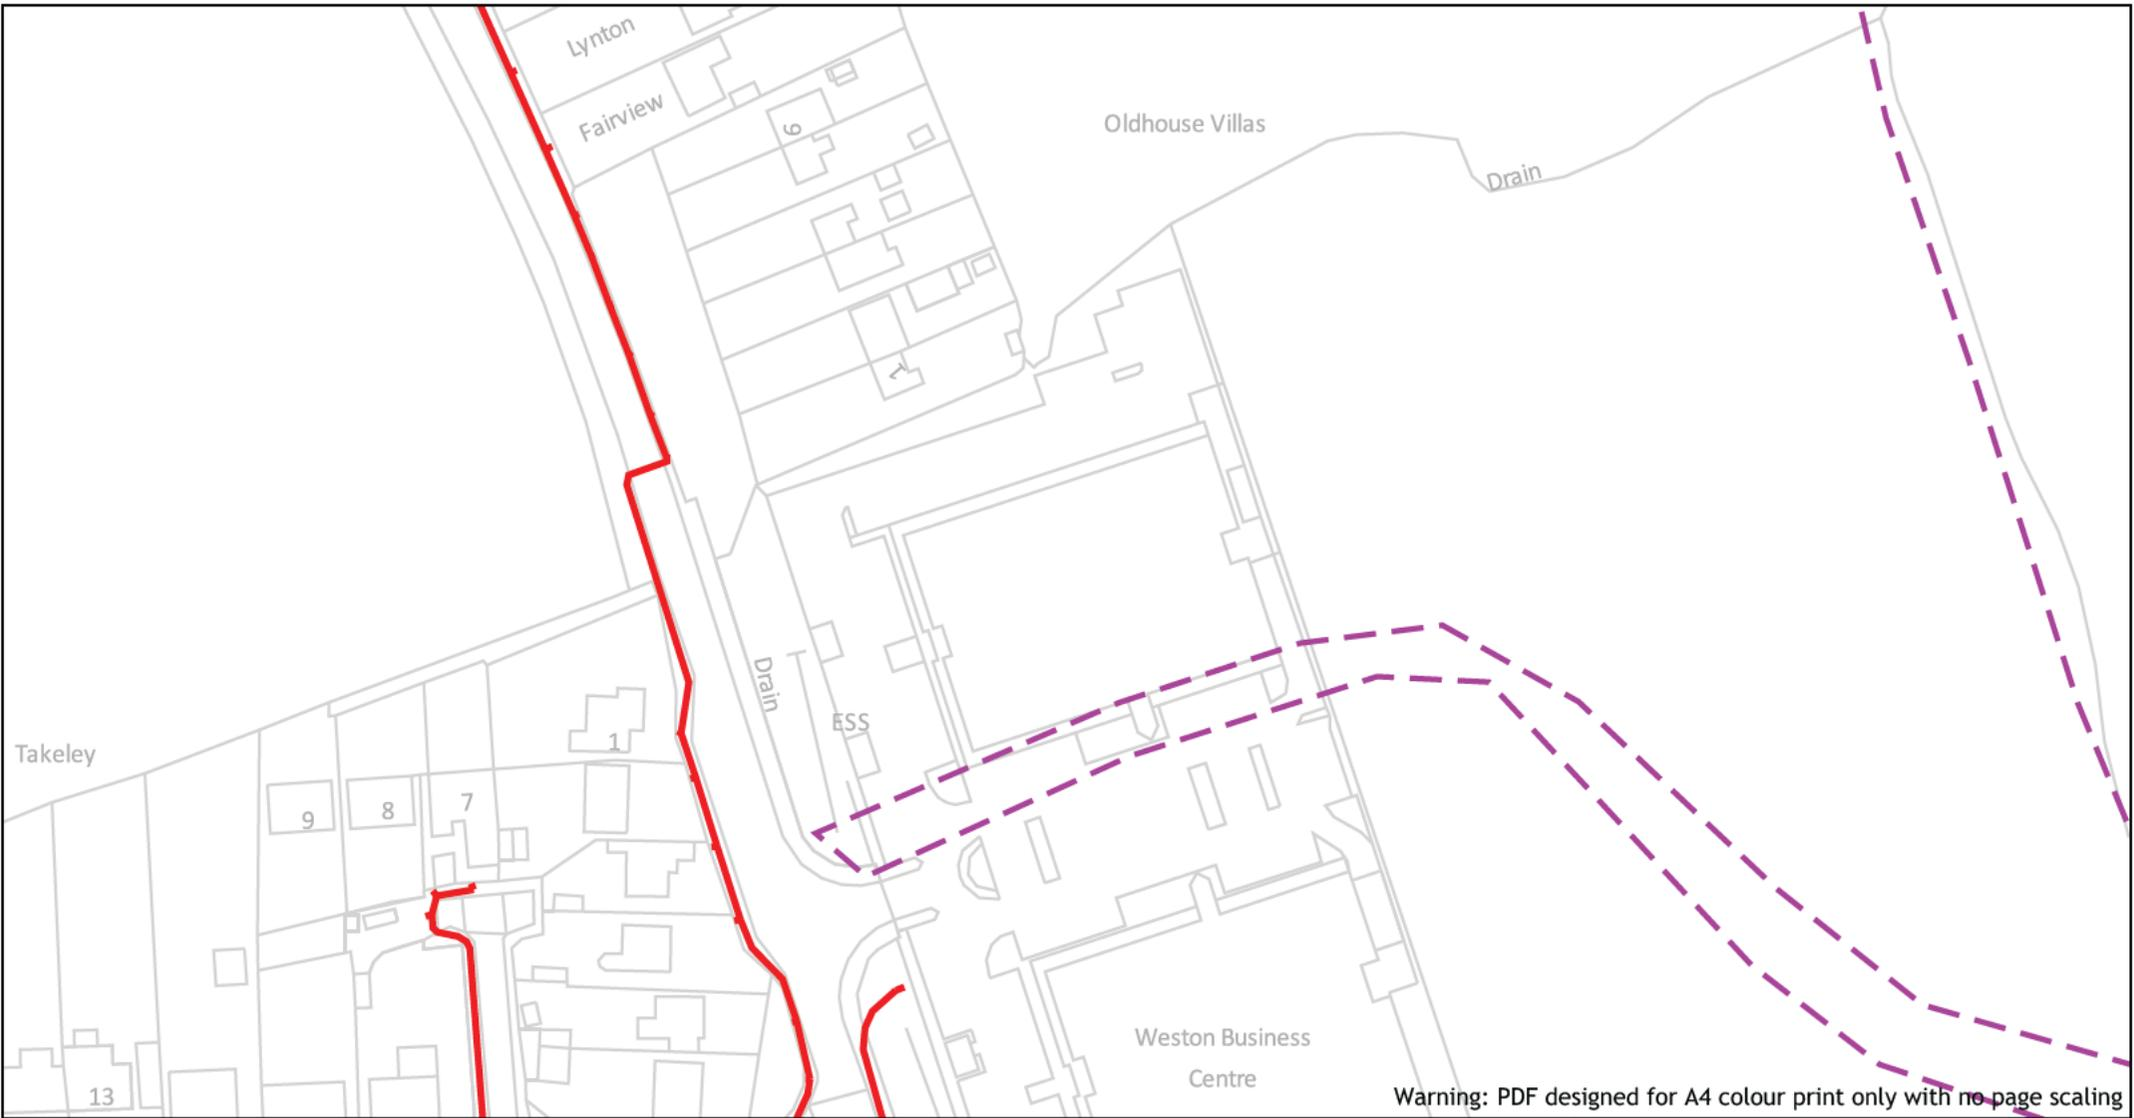 Lynton
Fairview
6
Oldhouse Villas
Drain
1
Drain
ESS
Takeley
1
7
8
9
Weston Business
Centre
13
Warning: PDF designed for A4 colour print only with no page scaling